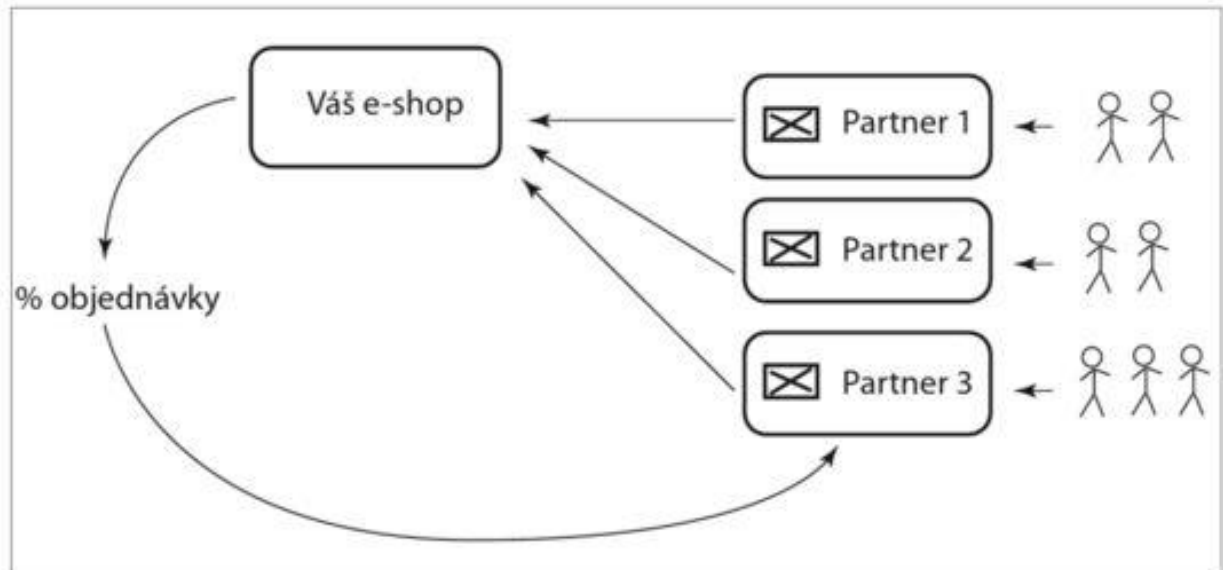 Váš e-shop
Partner 1
Partner 2
% objednávky
Partner 3